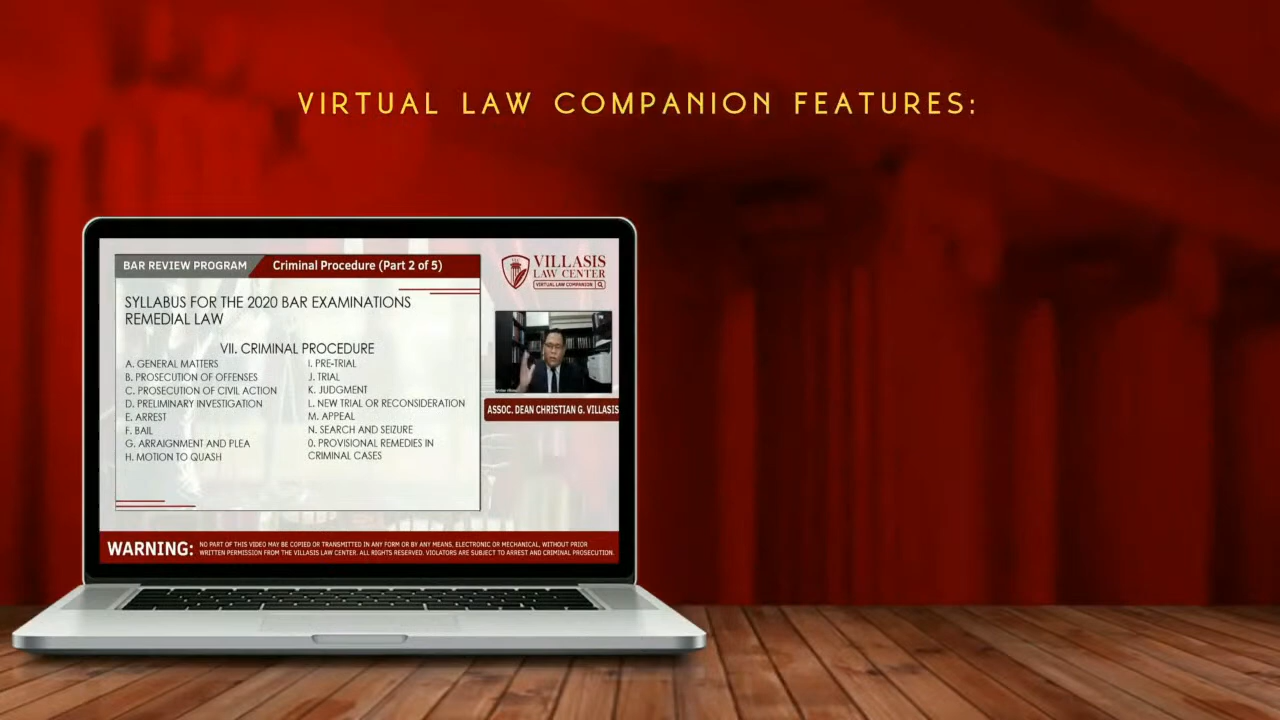 VIRTUAL LAW COMPANION FEATURES:
BAR REVIEW PROGRAM
Criminal Procedure (Part 2 of 5)
SYLLABUS FOR THE 2020 BAR EXAMINATIONS
REMEDIAL LAW
VII. CRIMINAL PROCEDURE
A. GENERAL MATTERS
B. PROSECUTION OF OFFENSES
C. PROSECUTION OF CIVIL ACTION
D. PRELIMINARY INVESTIGATION
E. ARREST
F. BAIL
G. ARRAIGNMENT AND PLEA
H. MOTION TO QUASH
I. PRE-TRIAL
J. TRIAL
K. JUDGMENT
L. NEW TRIAL OR RECONSIDERATION
M. APPEAL
N. SEARCH AND SEIZURE
0. PROVISIONAL REMEDIES IN
CRIMINAL CASES
VILLASIS
LAW CENTER
VIRTUAL LAW COMPANION
ASSOC. DEAN CHRISTIAN G. VILLASIS
WARNING:
NO PART OF THIS VIDEO MAY BE COPIED OR TRANSMITTED IN ANY FORM OR BY ANY MEANS, ELECTRONIC OR MECHANICAL, WITHOUT PRIOR
WRITTEN PERMISSION FROM THE VILLASIS LAW CENTER. ALL RIGHTS RESERVED. VIOLATORS ARE SUBJECT TO ARREST AND CRIMINAL PROSECUTION.